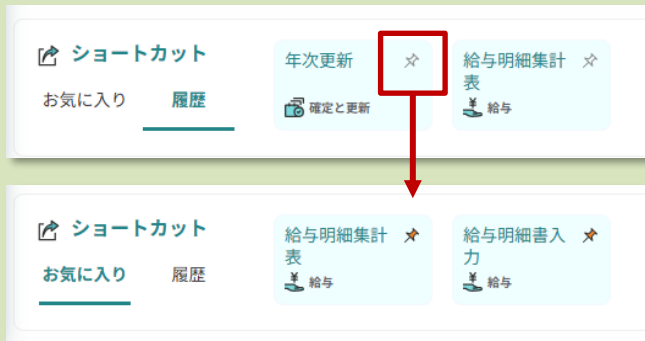 ショートカット
お気に入り 履歴
年次更新
確定と更新
給与明細集計
表
給与
ショートカット
お気に入り 履歴
給与明細集計
表
給与
給与明細書入
力
給与